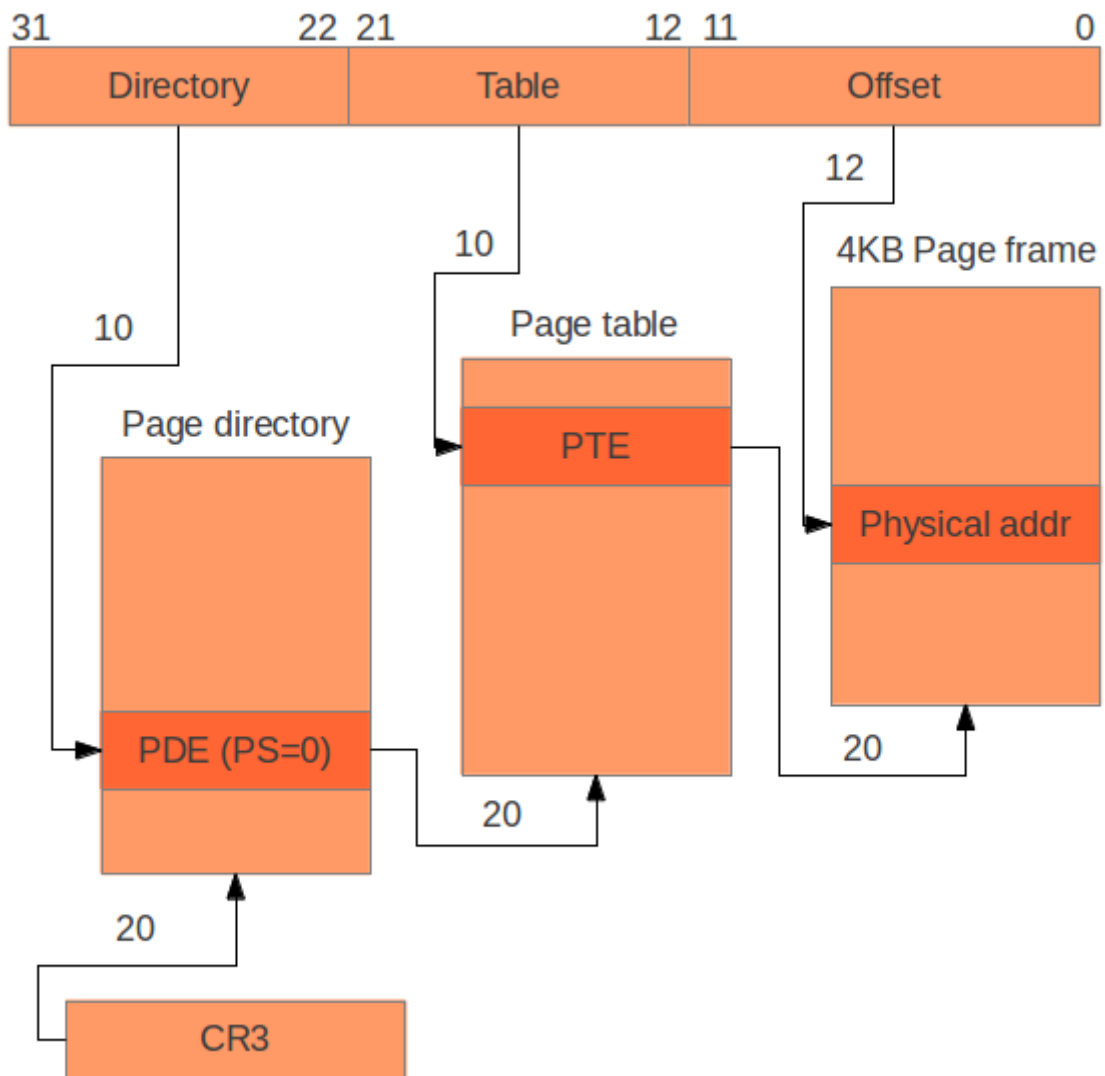 31 22 21 12 11 0
Directory Table Offset
12
10
4KB Page frame
10
Page table
Page directory
PTE
Physical addr
PDE (PS=0)
20
20
20
CR3